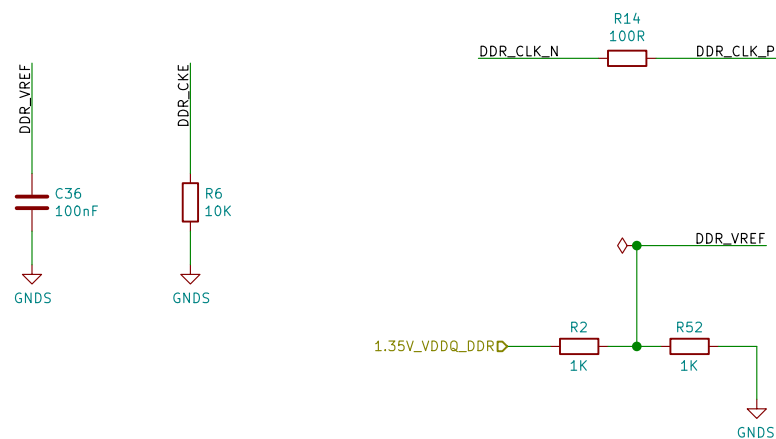 R14
100R
DDR_CLK_N
DDR_CLK_P
DDR_VREF
DDR_CKE
C36
100nF
R6
10K
GNDS
GNDS
DDR_VREF
1.35V_VDDQ_DDR
R2
1K
R52
1K
GNDS